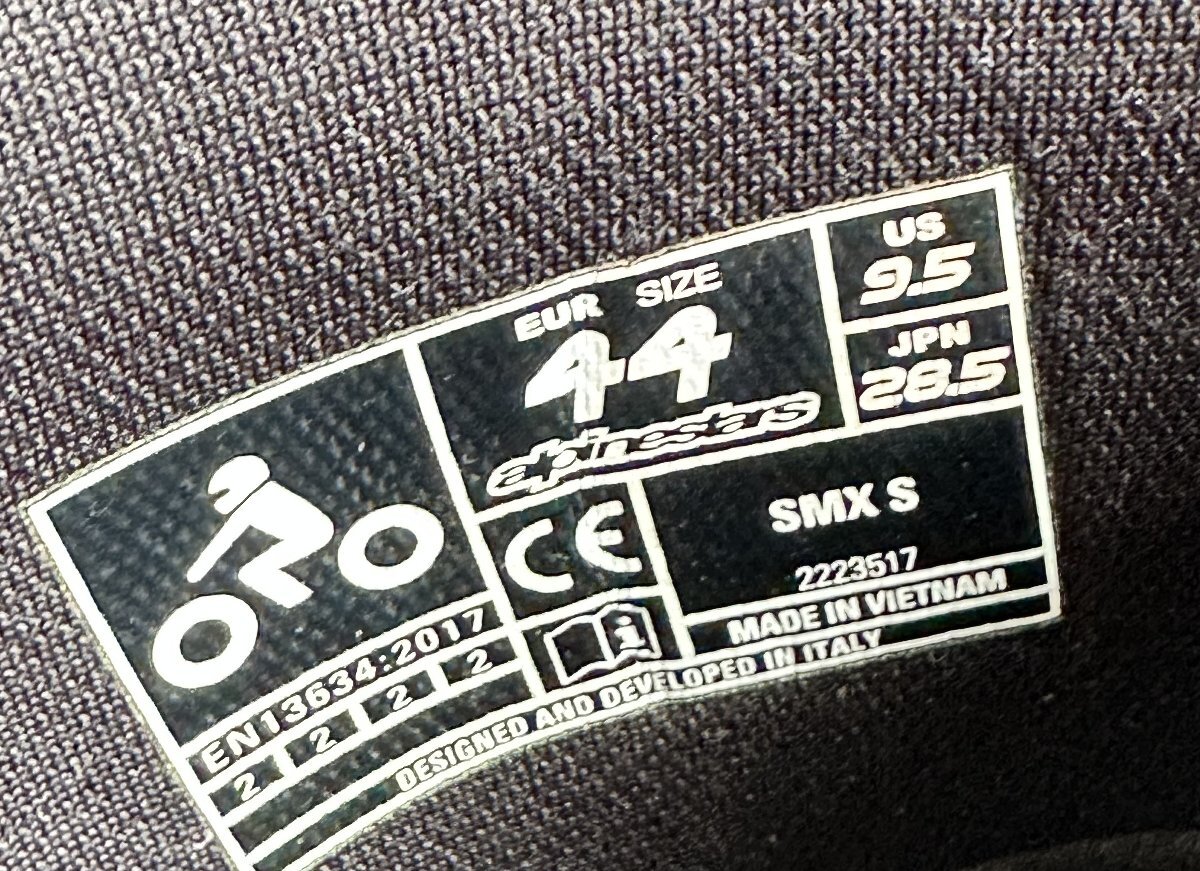 EUR SIZE
44
alpinestars
US
9.5
JPN
28.5
CE
SMX S
2223517
MADE IN VIETNAM
EN13634:2017
2 2 2 2
i
DESIGNED AND DEVELOPED IN ITALY